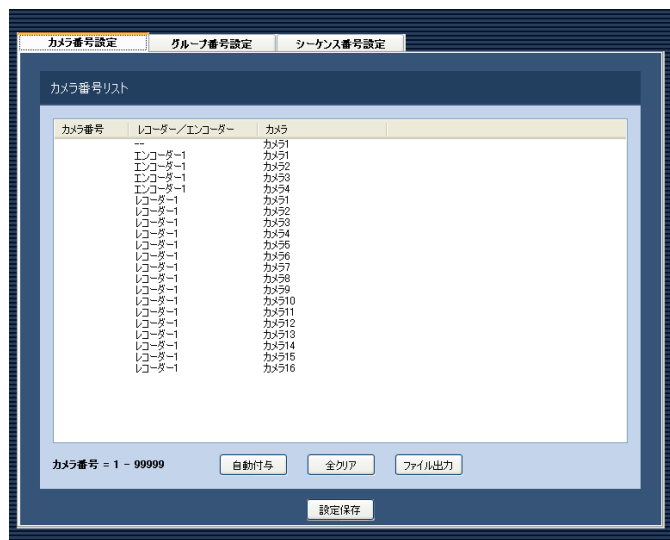 カメラ番号設定 グループ番号設定 シーケンス番号設定
カメラ番号リスト
カメラ番号 レコーダー／エンコーダー カメラ
-- カメラ1
エンコーダー1 カメラ1
エンコーダー1 カメラ2
エンコーダー1 カメラ3
エンコーダー1 カメラ4
レコーダー1 カメラ1
レコーダー1 カメラ2
レコーダー1 カメラ3
レコーダー1 カメラ4
レコーダー1 カメラ5
レコーダー1 カメラ6
レコーダー1 カメラ7
レコーダー1 カメラ8
レコーダー1 カメラ9
レコーダー1 カメラ10
レコーダー1 カメラ11
レコーダー1 カメラ12
レコーダー1 カメラ13
レコーダー1 カメラ14
レコーダー1 カメラ15
レコーダー1 カメラ16
カメラ番号 = 1 - 99999 自動付与 全クリア ファイル出力
設定保存